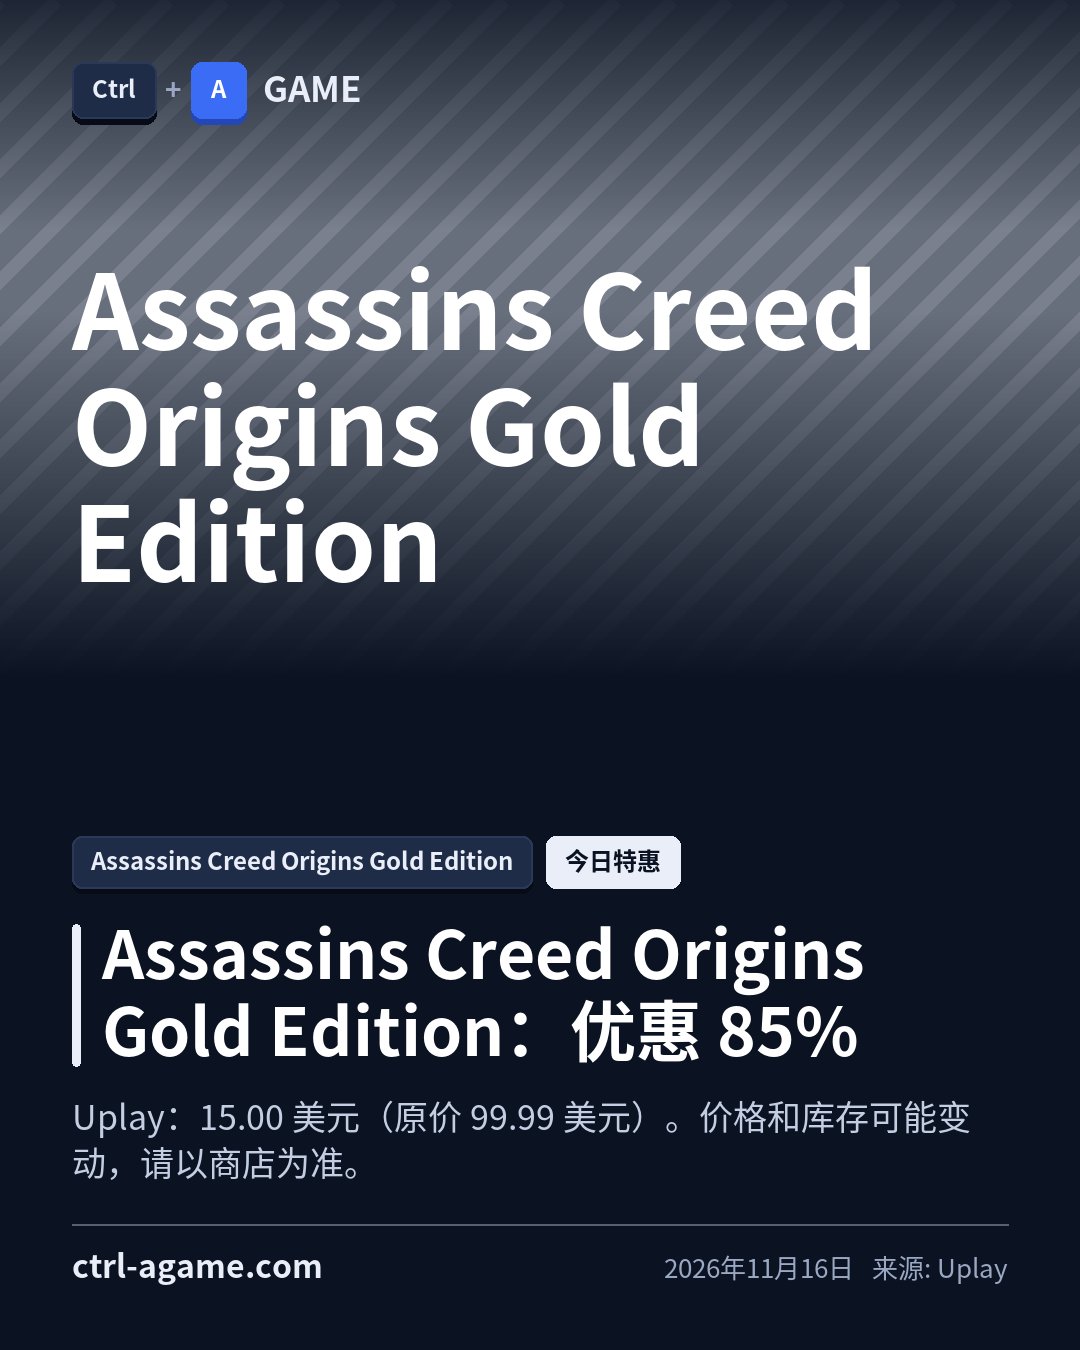 Ctrl + A GAME
Assassins Creed
Origins Gold
Edition
Assassins Creed Origins Gold Edition 今日特惠
Assassins Creed Origins
Gold Edition：优惠 85%
Uplay：15.00 美元（原价 99.99 美元）。价格和库存可能变
动，请以商店为准。
ctrl-agame.com 2026年11月16日 来源: Uplay